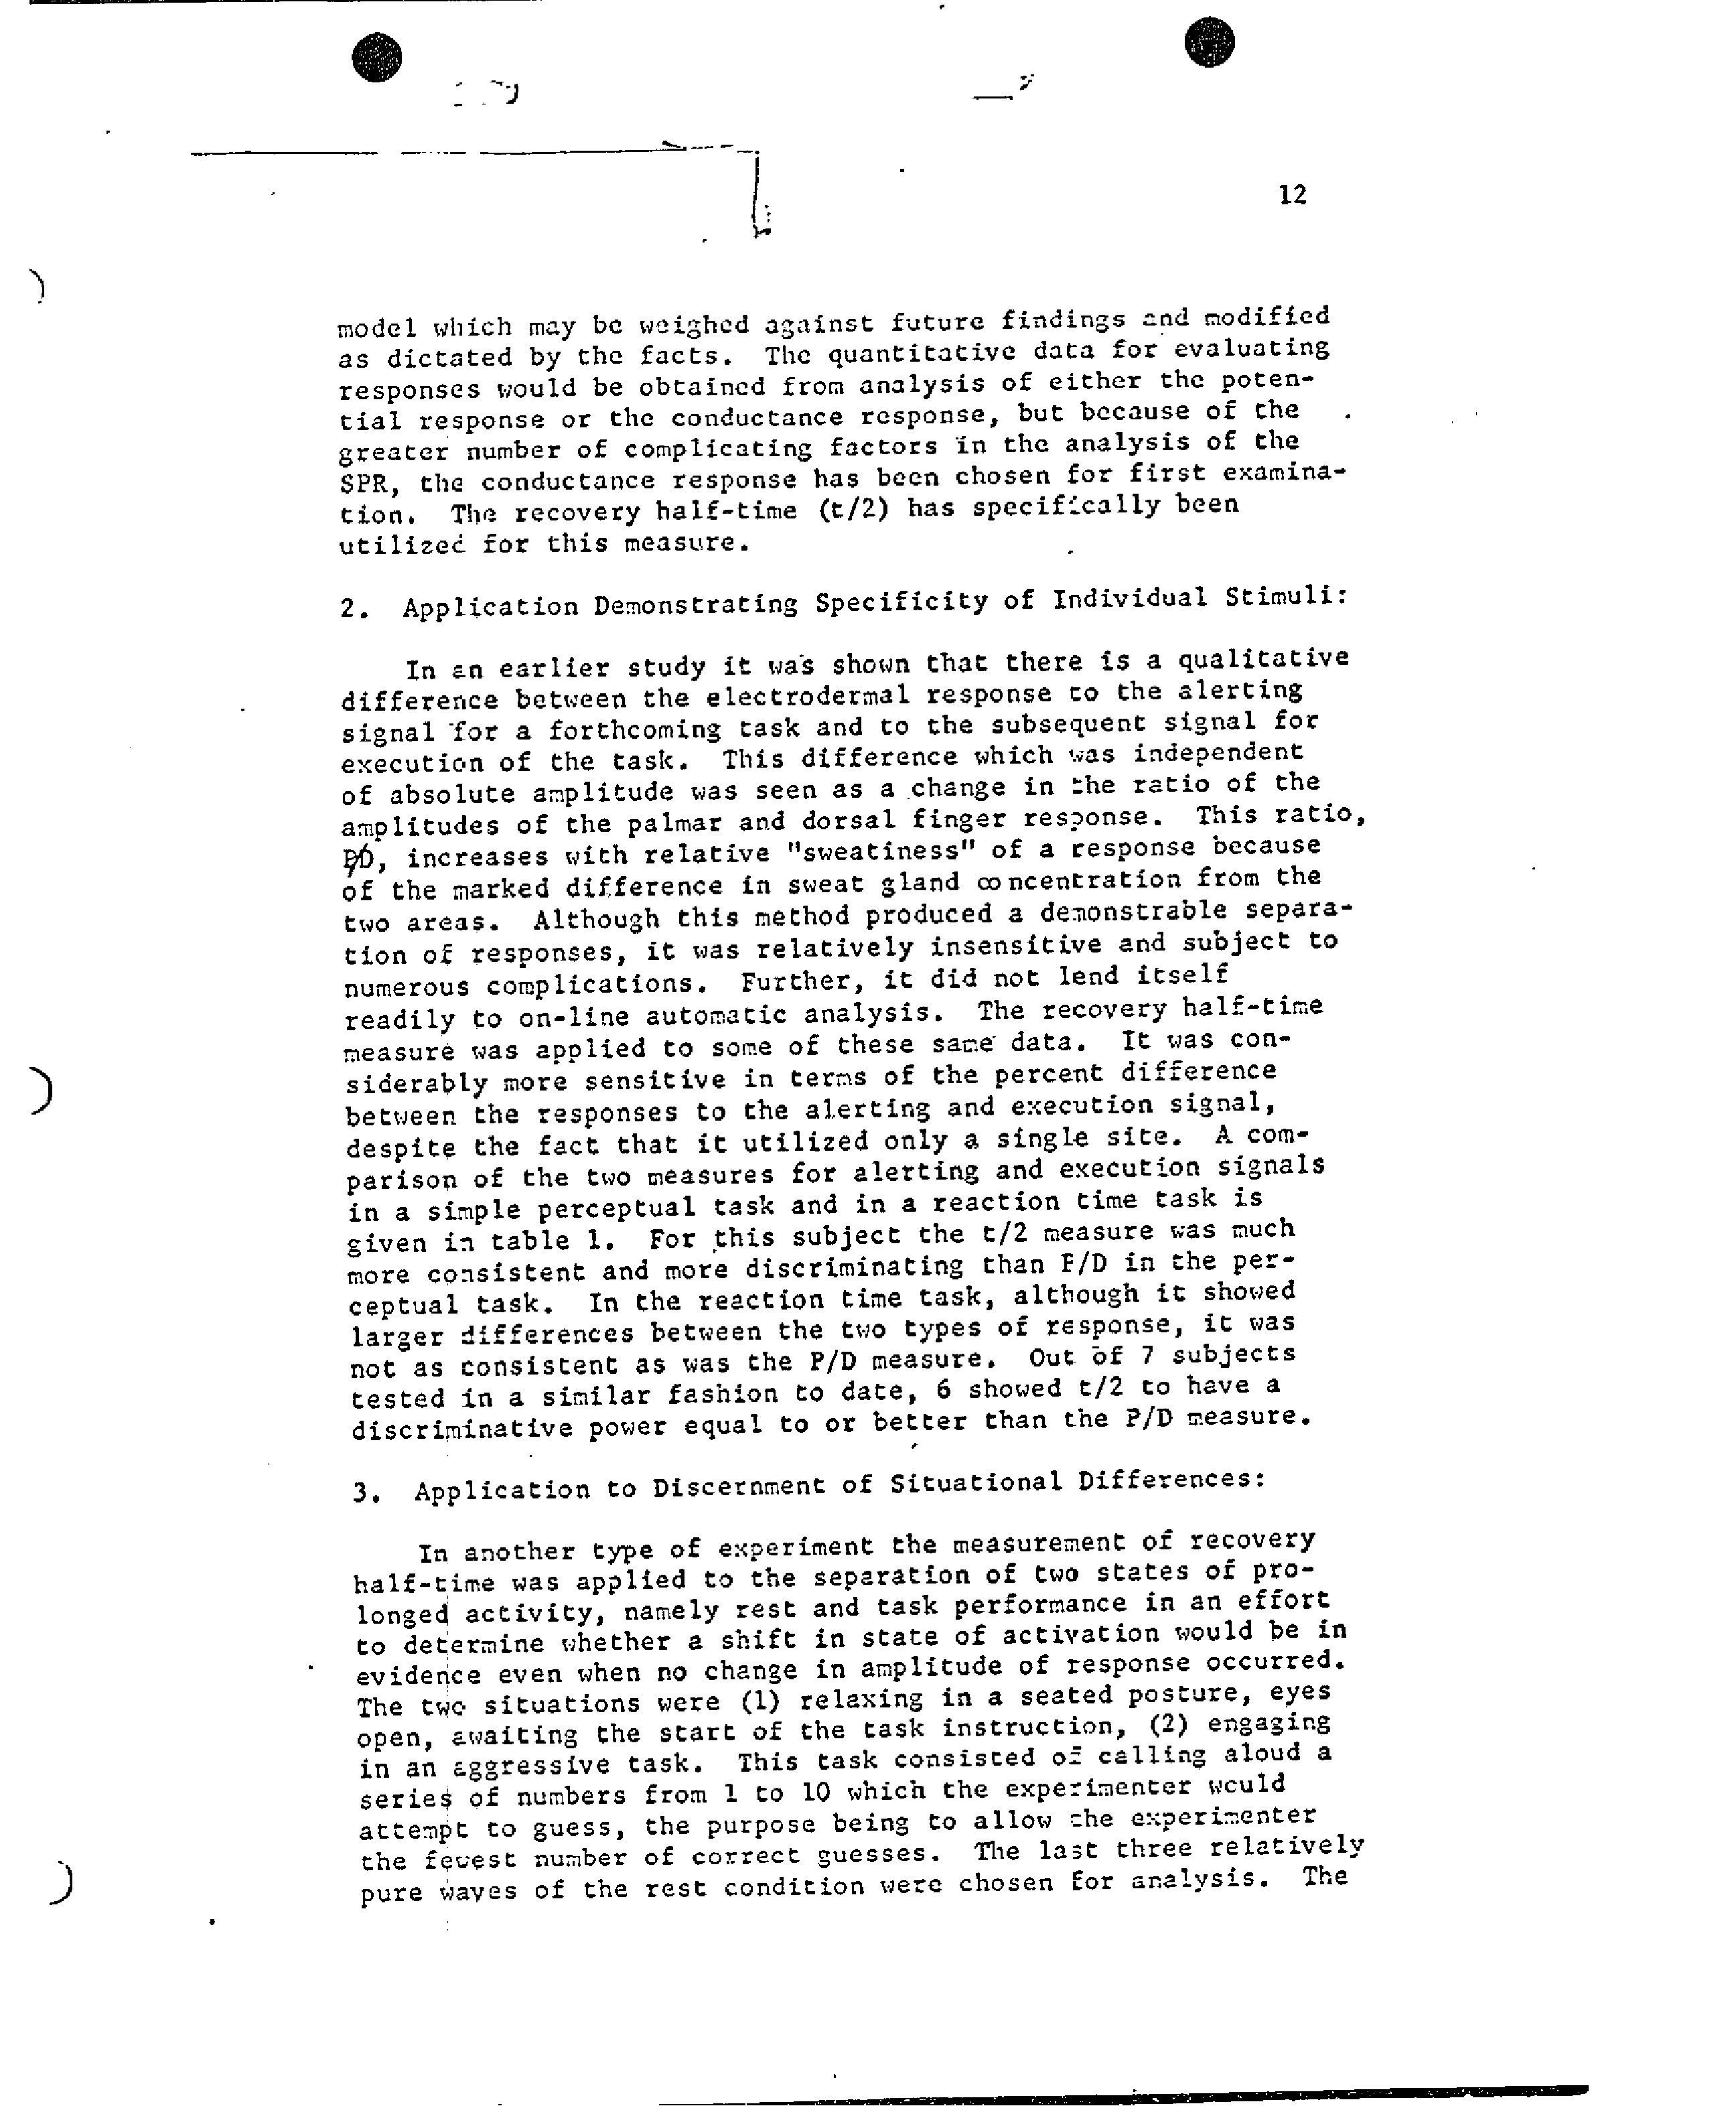 12
model which may be weighed against future findings and modified
as dictated by the facts. The quantitative data for evaluating
responses would be obtained from analysis of either the poten-
tial response or the conductance response, but because of the
greater number of complicating factors in the analysis of the
SPR, the conductance response has been chosen for first examina-
tion. The recovery half-time (t/2) has specifically been
utilized for this measure.
2. Application Demonstrating Specificity of Individual Stimuli:
In an earlier study it was shown that there is a qualitative
difference between the electrodermal response to the alerting
signal for a forthcoming task and to the subsequent signal for
execution of the task. This difference which was independent
of absolute amplitude was seen as a change in the ratio of the
amplitudes of the palmar and dorsal finger response. This ratio,
P/D, increases with relative "sweatiness" of a response because
of the marked difference in sweat gland concentration from the
two areas. Although this method produced a demonstrable separa-
tion of responses, it was relatively insensitive and subject to
numerous complications. Further, it did not lend itself
readily to on-line automatic analysis. The recovery half-time
measure was applied to some of these same data. It was con-
siderably more sensitive in terms of the percent difference
between the responses to the alerting and execution signal,
despite the fact that it utilized only a single site. A com-
parison of the two measures for alerting and execution signals
in a simple perceptual task and in a reaction time task is
given in table 1. For this subject the t/2 measure was much
more consistent and more discriminating than P/D in the per-
ceptual task. In the reaction time task, although it showed
larger differences between the two types of response, it was
not as consistent as was the P/D measure. Out of 7 subjects
tested in a similar fashion to date, 6 showed t/2 to have a
discriminative power equal to or better than the P/D measure.
3. Application to Discernment of Situational Differences:
In another type of experiment the measurement of recovery
half-time was applied to the separation of two states of pro-
longed activity, namely rest and task performance in an effort
to determine whether a shift in state of activation would be in
evidence even when no change in amplitude of response occurred.
The two situations were (1) relaxing in a seated posture, eyes
open, awaiting the start of the task instruction, (2) engaging
in an aggressive task. This task consisted of calling aloud a
series of numbers from 1 to 10 which the experimenter would
attempt to guess, the purpose being to allow the experimenter
the fewest number of correct guesses. The last three relatively
pure waves of the rest condition were chosen for analysis. The